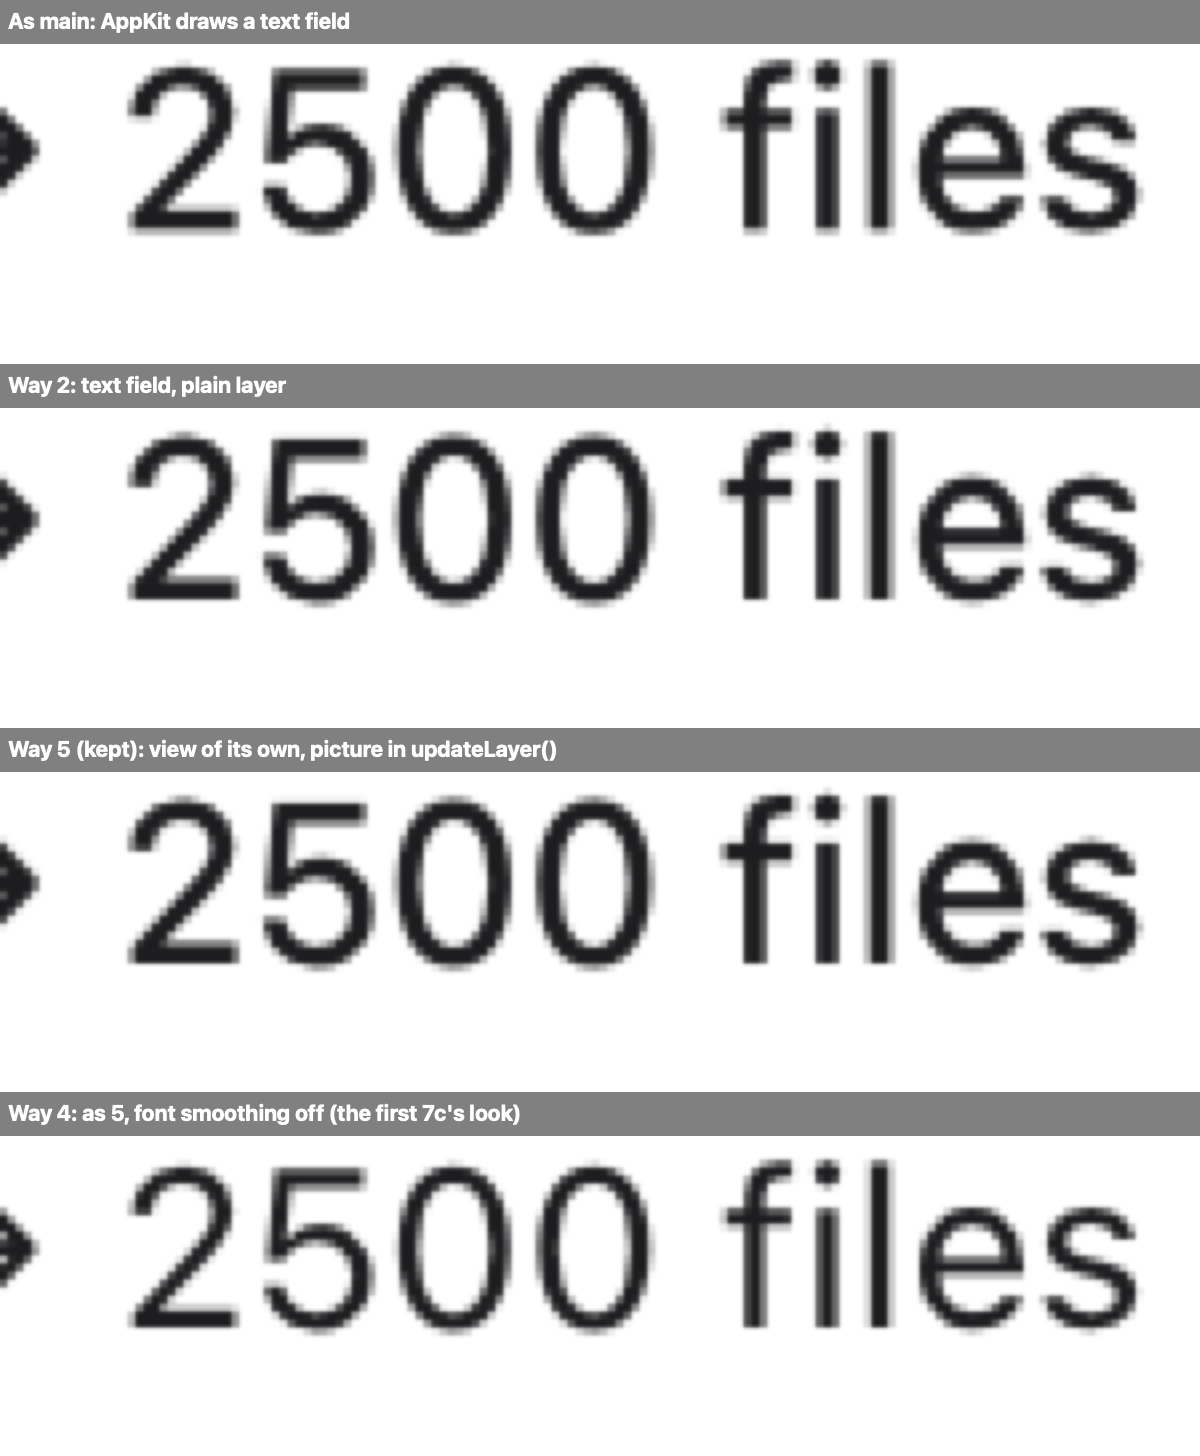 As main: AppKit draws a text field
2500 files
Way 2: text field, plain layer
2500 files
Way 5 (kept): view of its own, picture in updateLayer()
2500 files
Way 4: as 5, font smoothing off (the first 7c's look)
2500 files